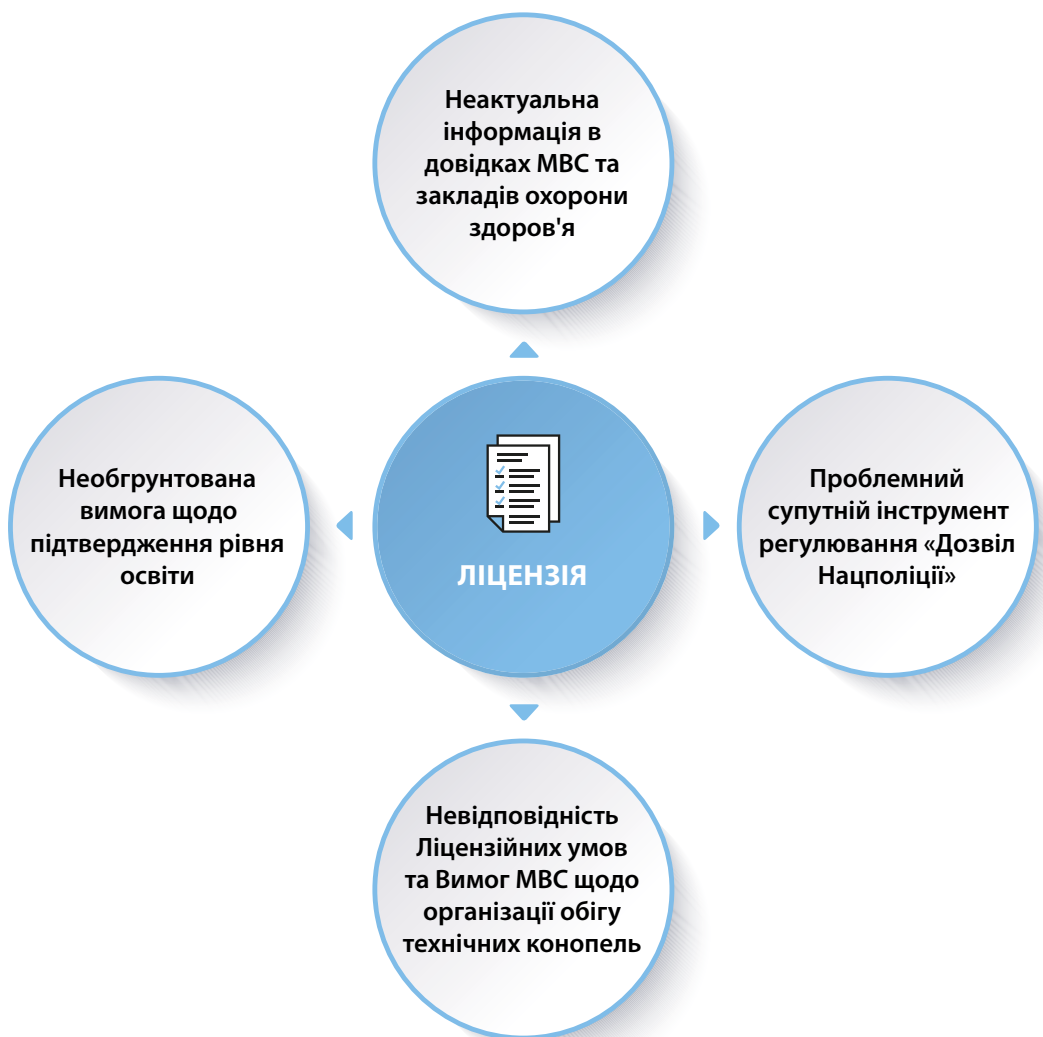 Неактуальна
інформація в
довідках МВС та
закладів охорони
здоров'я
Необгрунтована
вимога щодо
підтвердження рівня
освіти
ЛІЦЕНЗІЯ
Проблемний
супутній інструмент
регулювання «Дозвіл
Нацполіції»
Невідповідність
Ліцензійних умов
та Вимог МВС щодо
організації обігу
технічних конопель